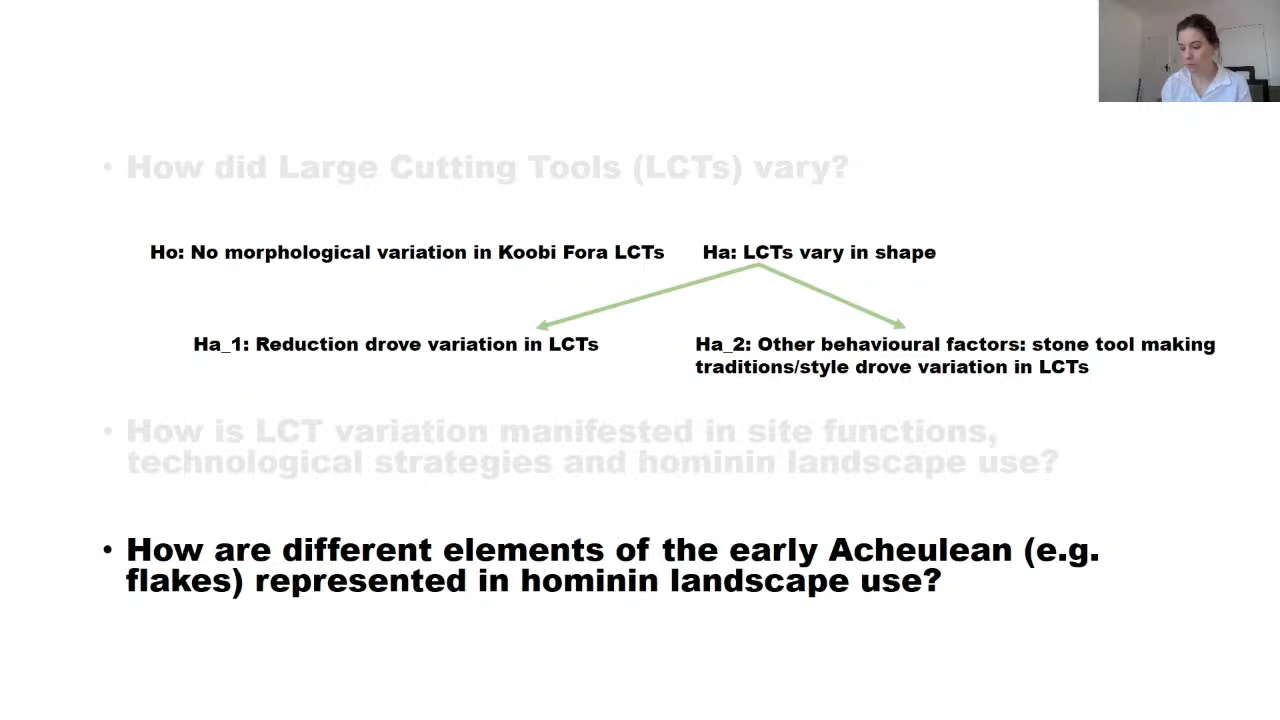 • How did Large Cutting Tools (LCTs) vary?
Ho: No morphological variation in Koobi Fora LCTs
Ha: LCTs vary in shape
Ha_1: Reduction drove variation in LCTs
Ha_2: Other behavioural factors: stone tool making
traditions/style drove variation in LCTs
• How is LCT variation manifested in site functions,
technological strategies and hominin landscape use?
• How are different elements of the early Acheulean (e.g.
flakes) represented in hominin landscape use?